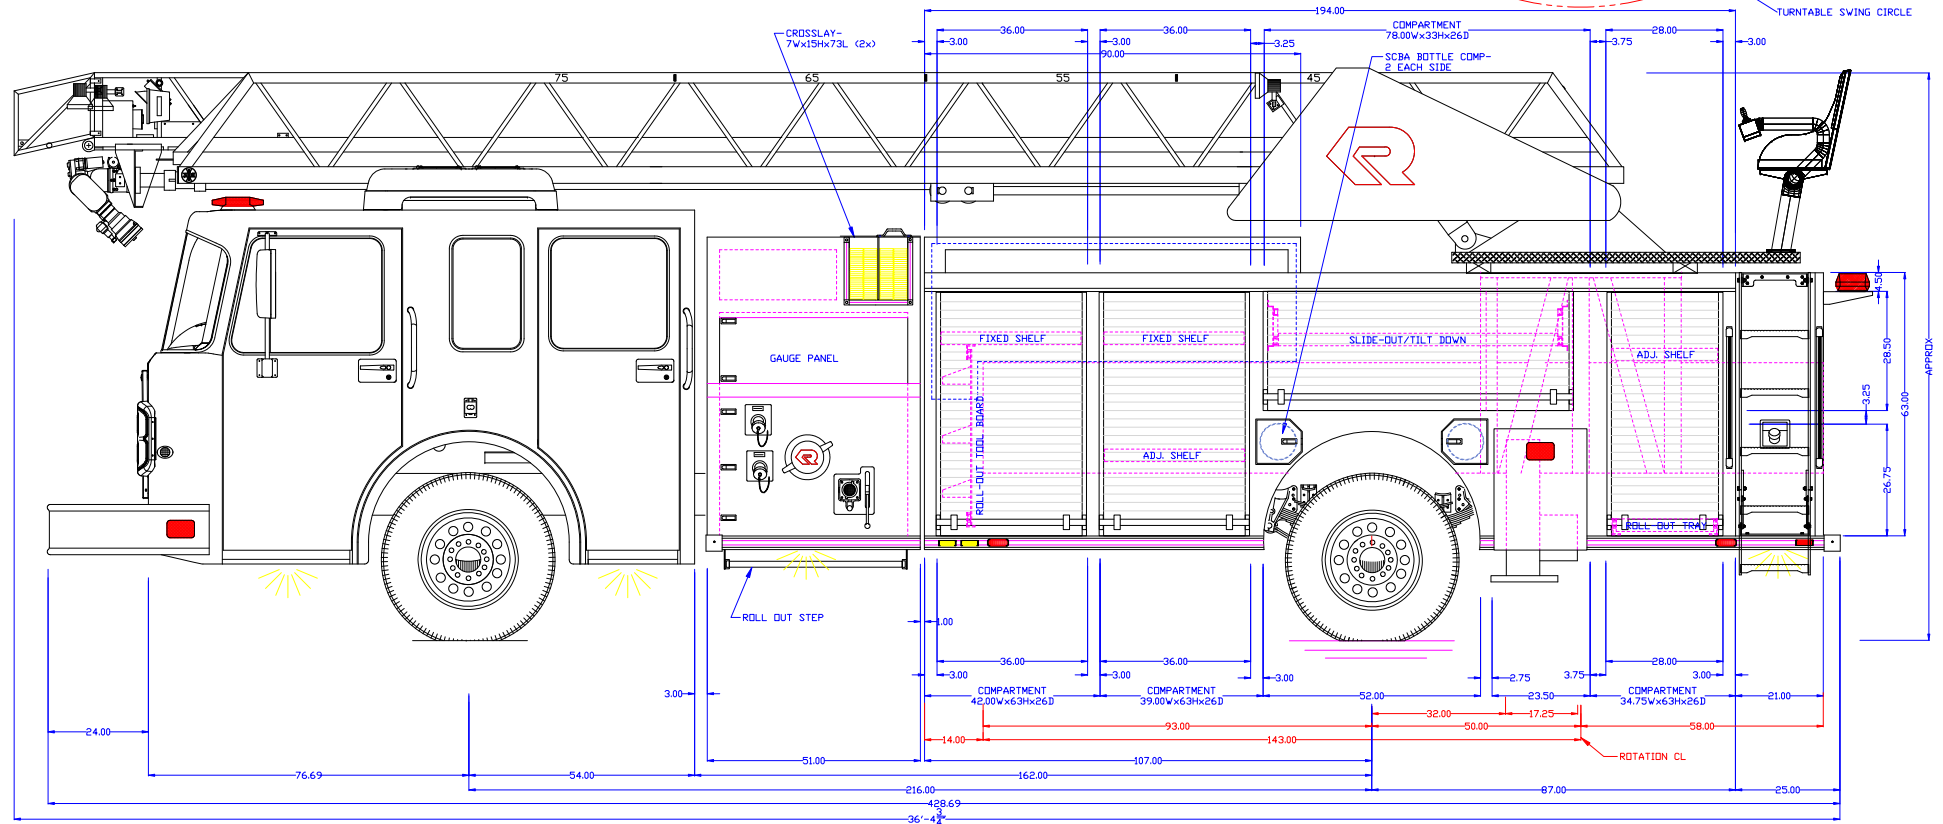 194.00
TURNTABLE SWING CIRCLE
CROSSLAY-
7Wx15Hx73L (2x)
36.00
36.00
COMPARTMENT
78.00Wx33Hx26D
28.00
3.00
3.00
3.25
3.75
3.00
90.00
SCBA BOTTLE COMP-
2 EACH SIDE
75
65
55
45
R
4.50
28.50
APPROX
3.25
63.00
26.75
GAUGE PANEL
FIXED SHELF
FIXED SHELF
SLIDE-OUT/TILT DOWN
ADJ. SHELF
ROLL-OUT TOOL BOARD
ADJ. SHELF
ROLL OUT TRAY
R
ROLL OUT STEP
1.00
36.00
36.00
28.00
3.00
3.00
3.00
2.75
3.75
3.00
3.00
COMPARTMENT
42.00Wx63Hx26D
COMPARTMENT
39.00Wx63Hx26D
52.00
23.50
COMPARTMENT
34.75Wx63Hx26D
21.00
32.00
17.25
24.00
93.00
50.00
58.00
14.00
143.00
ROTATION CL
51.00
107.00
76.69
54.00
162.00
216.00
87.00
25.00
428.69
36'-4 3/4"